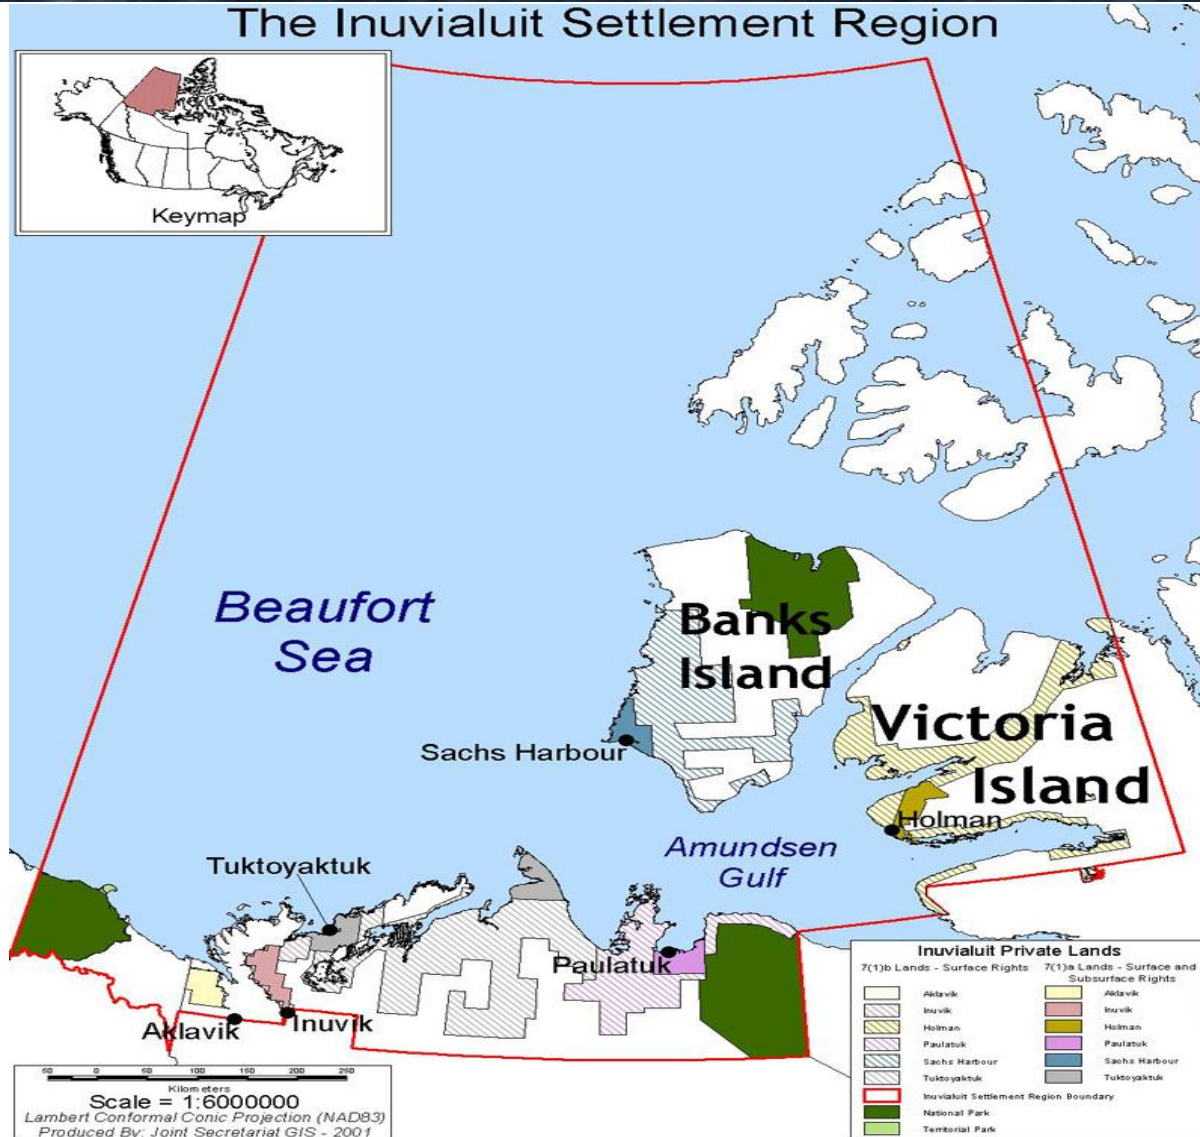 The Inuvialuit Settlement Region
Keymap
Beaufort
Sea
Banks
Island
Victoria
Island
Sachs Harbour
Holman
Amundsen
Gulf
Tuktoyaktuk
Paulatuk
Aklavik
Inuvik
50 0 50 100 150 200 250
Kilometers
Scale = 1:6000000
Lambert Conformal Conic Projection (NAD83)
Produced By: Joint Secretariat GIS - 2001
Inuvialuit Private Lands
7(1)b Lands - Surface Rights
Aklavik
Inuvik
Holman
Paulatuk
Sachs Harbour
Tuktoyaktuk
7(1)a Lands - Surface and
Subsurface Rights
Aklavik
Inuvik
Holman
Paulatuk
Sachs Harbour
Tuktoyaktuk
Inuvialuit Settlement Region Boundary
National Park
Territorial Park